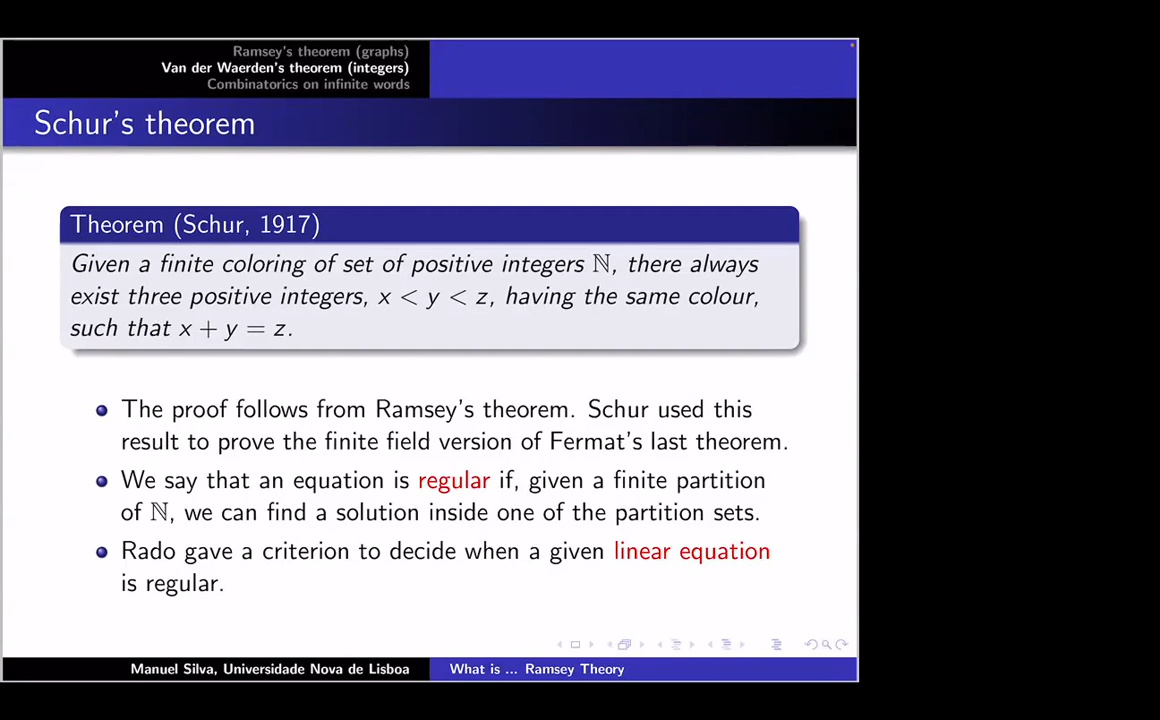 Ramsey's theorem (graphs)
Van der Waerden's theorem (integers)
Combinatorics on infinite words
Schur's theorem
Theorem (Schur, 1917)
Given a finite coloring of set of positive integers ℕ, there always
exist three positive integers, x < y < z, having the same colour,
such that x + y = z.
The proof follows from Ramsey's theorem. Schur used this
result to prove the finite field version of Fermat's last theorem.
We say that an equation is regular if, given a finite partition
of ℕ, we can find a solution inside one of the partition sets.
Rado gave a criterion to decide when a given linear equation
is regular.
Manuel Silva, Universidade Nova de Lisboa
What is ... Ramsey Theory